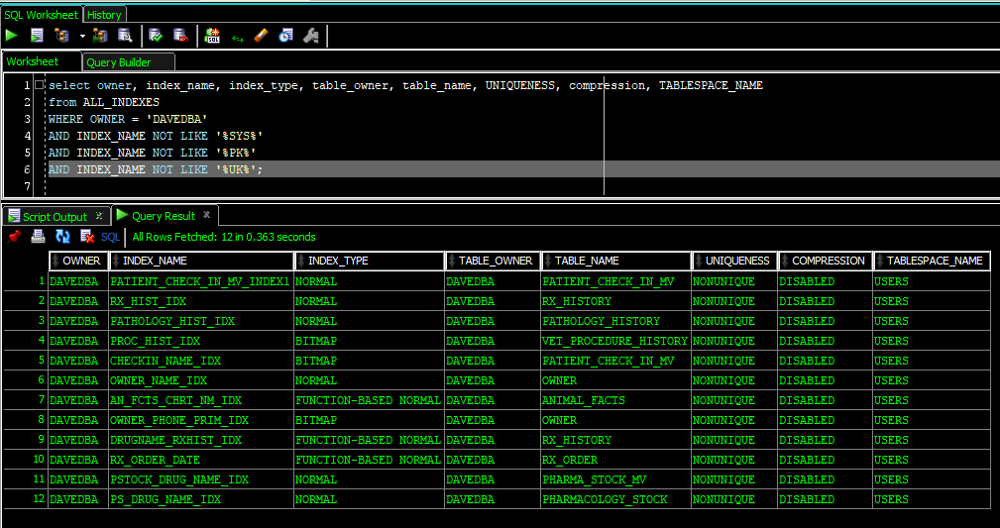 SQL Worksheet History
Worksheet Query Builder
1 select owner, index_name, index_type, table_owner, table_name, UNIQUENESS, compression, TABLESPACE_NAME
2 from ALL_INDEXES
3 WHERE OWNER = 'DAVEDBA'
4 AND INDEX_NAME NOT LIKE '%SYS%'
5 AND INDEX_NAME NOT LIKE '%PK%'
6 AND INDEX_NAME NOT LIKE '%UK%';
7
Script Output Query Result
SQL All Rows Fetched: 12 in 0.363 seconds
OWNER INDEX_NAME INDEX_TYPE TABLE_OWNER TABLE_NAME UNIQUENESS COMPRESSION TABLESPACE_NAME
1 DAVEDBA PATIENT_CHECK_IN_MV_INDEX1 NORMAL DAVEDBA PATIENT_CHECK_IN_MV NONUNIQUE DISABLED USERS
2 DAVEDBA RX_HIST_IDX NORMAL DAVEDBA RX_HISTORY NONUNIQUE DISABLED USERS
3 DAVEDBA PATHOLOGY_HIST_IDX NORMAL DAVEDBA PATHOLOGY_HISTORY NONUNIQUE DISABLED USERS
4 DAVEDBA PROC_HIST_IDX BITMAP DAVEDBA VET_PROCEDURE_HISTORY NONUNIQUE DISABLED USERS
5 DAVEDBA CHECKIN_NAME_IDX BITMAP DAVEDBA PATIENT_CHECK_IN_MV NONUNIQUE DISABLED USERS
6 DAVEDBA OWNER_NAME_IDX NORMAL DAVEDBA OWNER NONUNIQUE DISABLED USERS
7 DAVEDBA AN_FCTS_CHRT_NM_IDX FUNCTION-BASED NORMAL DAVEDBA ANIMAL_FACTS NONUNIQUE DISABLED USERS
8 DAVEDBA OWNER_PHONE_PRIM_IDX BITMAP DAVEDBA OWNER NONUNIQUE DISABLED USERS
9 DAVEDBA DRUGNAME_RXHIST_IDX FUNCTION-BASED NORMAL DAVEDBA RX_HISTORY NONUNIQUE DISABLED USERS
10 DAVEDBA RX_ORDER_DATE FUNCTION-BASED NORMAL DAVEDBA RX_ORDER NONUNIQUE DISABLED USERS
11 DAVEDBA PSTOCK_DRUG_NAME_IDX NORMAL DAVEDBA PHARMA_STOCK_MV NONUNIQUE DISABLED USERS
12 DAVEDBA PS_DRUG_NAME_IDX NORMAL DAVEDBA PHARMACOLOGY_STOCK NONUNIQUE DISABLED USERS